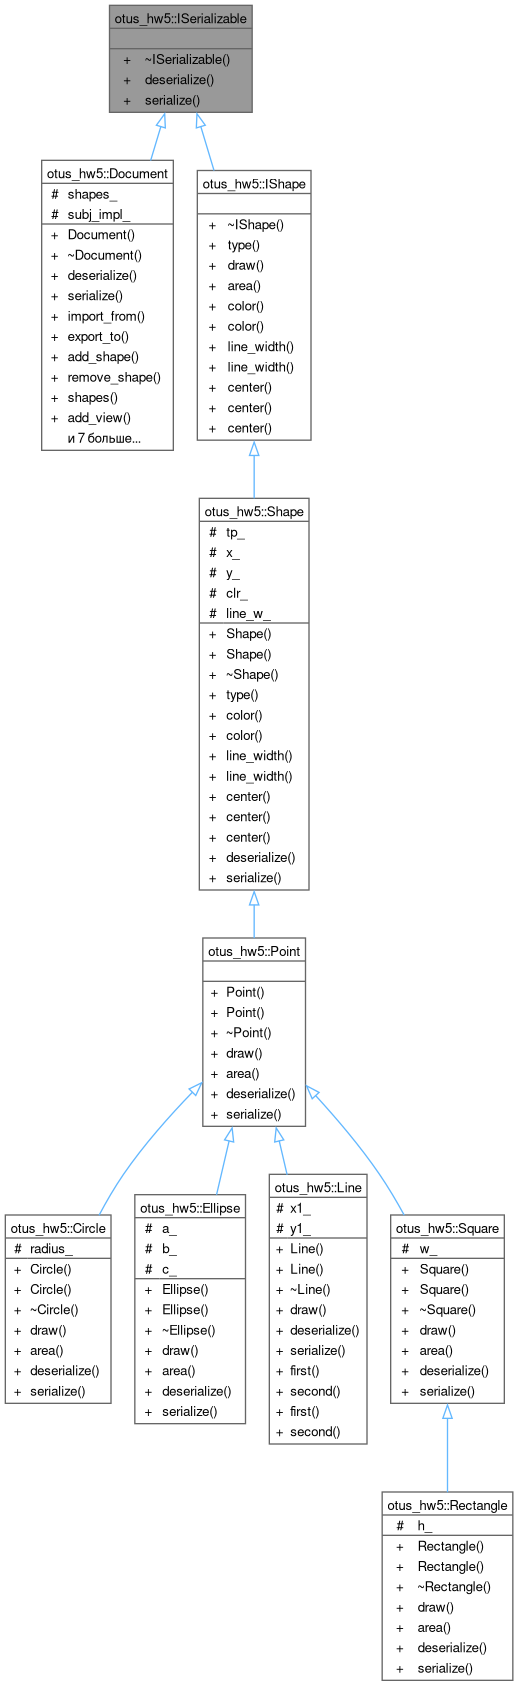 otus_hw5::ISerializable
+ ~ISerializable()
+ deserialize()
+ serialize()
otus_hw5::Document
# shapes_
# subj_impl_
+ Document()
+ ~Document()
+ deserialize()
+ serialize()
+ import_from()
+ export_to()
+ add_shape()
+ remove_shape()
+ shapes()
+ add_view()
и 7 больше...
otus_hw5::IShape
+ ~IShape()
+ type()
+ draw()
+ area()
+ color()
+ color()
+ line_width()
+ line_width()
+ center()
+ center()
+ center()
otus_hw5::Shape
# tp_
# x_
# y_
# clr_
# line_w_
+ Shape()
+ Shape()
+ ~Shape()
+ type()
+ color()
+ color()
+ line_width()
+ line_width()
+ center()
+ center()
+ center()
+ deserialize()
+ serialize()
otus_hw5::Point
+ Point()
+ Point()
+ ~Point()
+ draw()
+ area()
+ deserialize()
+ serialize()
otus_hw5::Circle
# radius_
+ Circle()
+ Circle()
+ ~Circle()
+ draw()
+ area()
+ deserialize()
+ serialize()
otus_hw5::Ellipse
# a_
# b_
# c_
+ Ellipse()
+ Ellipse()
+ ~Ellipse()
+ draw()
+ area()
+ deserialize()
+ serialize()
otus_hw5::Line
# x1_
# y1_
+ Line()
+ Line()
+ ~Line()
+ draw()
+ deserialize()
+ serialize()
+ first()
+ second()
+ first()
+ second()
otus_hw5::Square
# w_
+ Square()
+ Square()
+ ~Square()
+ draw()
+ area()
+ deserialize()
+ serialize()
otus_hw5::Rectangle
# h_
+ Rectangle()
+ Rectangle()
+ ~Rectangle()
+ draw()
+ area()
+ deserialize()
+ serialize()